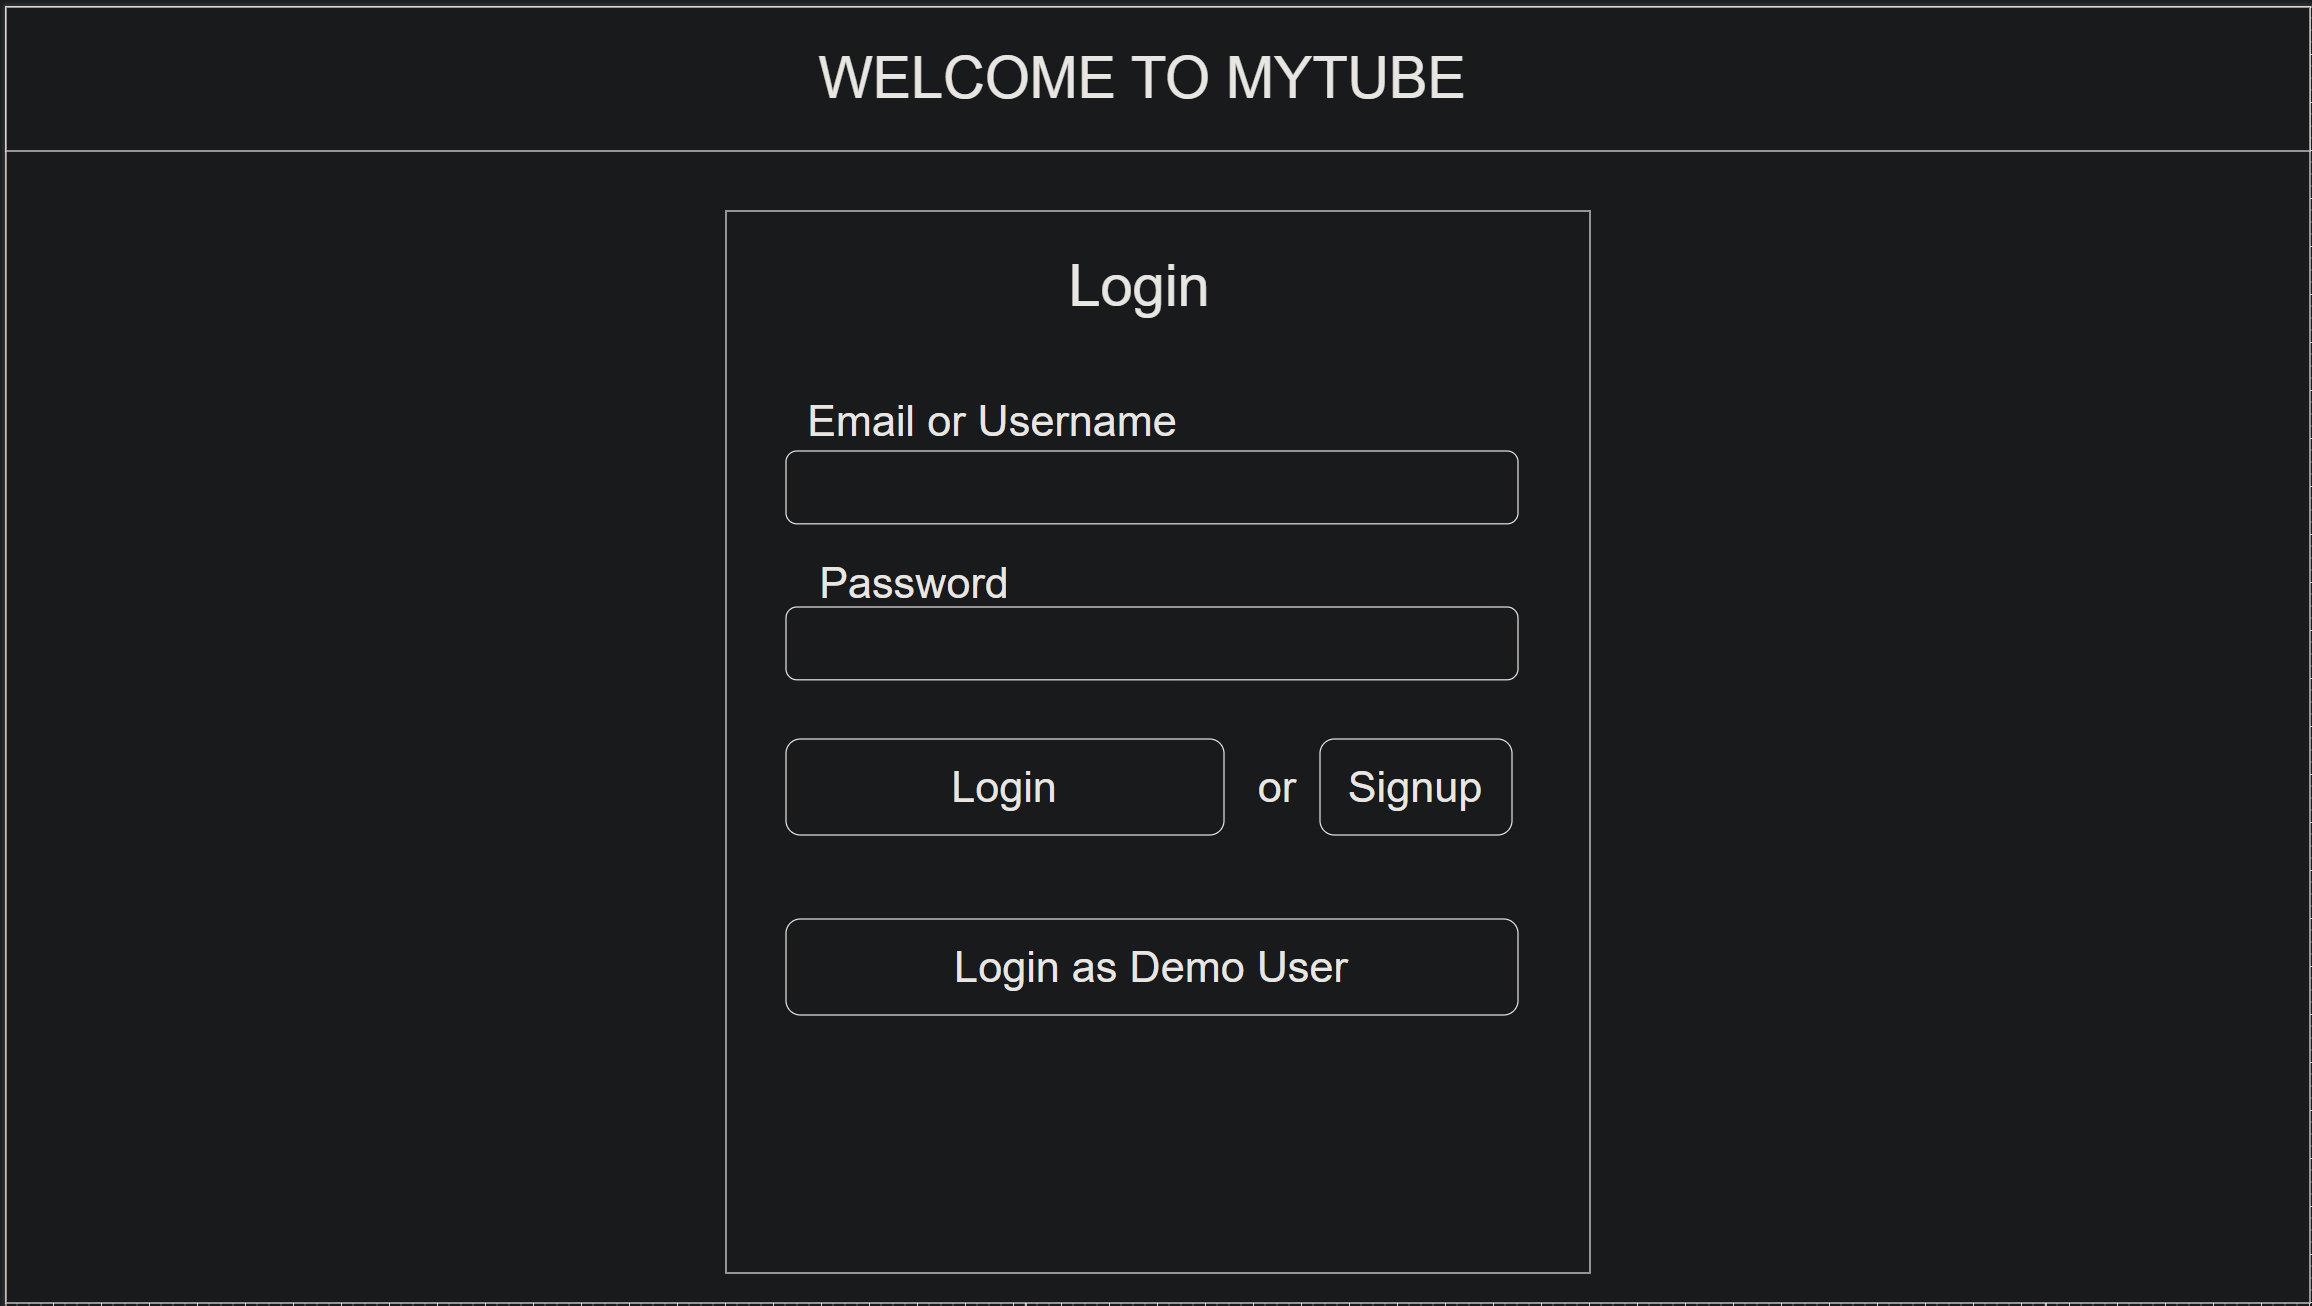 WELCOME TO MYTUBE
Login
Email or Username
Password
Login or Signup
Login as Demo User